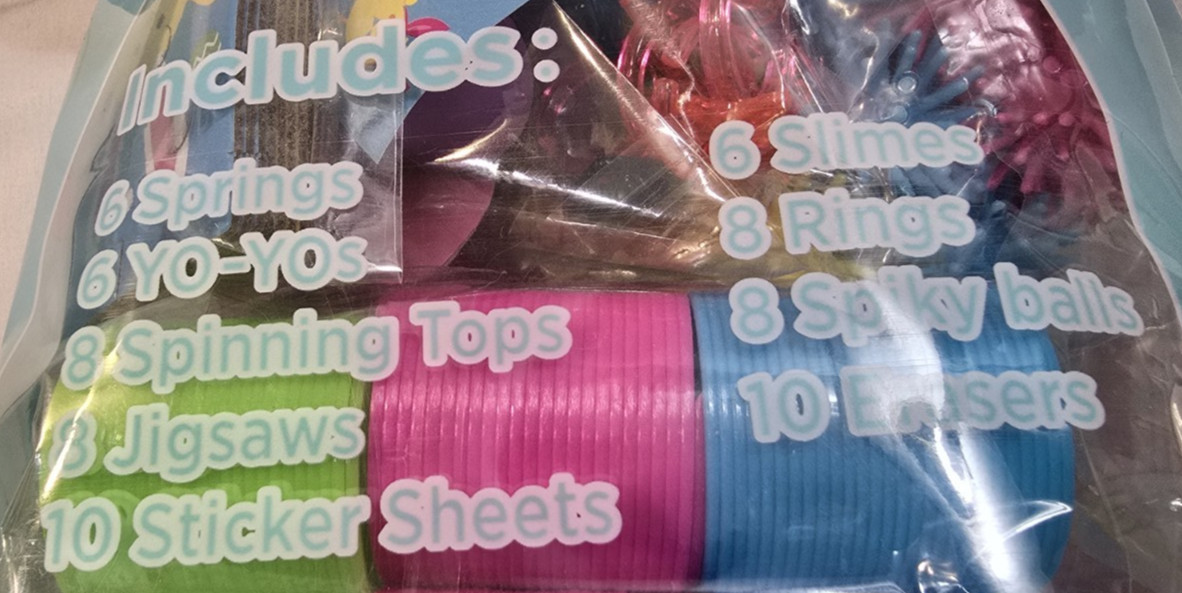 Includes:
6 Springs
6 YO-YOs
8 Spinning Tops
8 Jigsaws
10 Sticker Sheets
6 Slimes
8 Rings
8 Spiky balls
10 Erasers